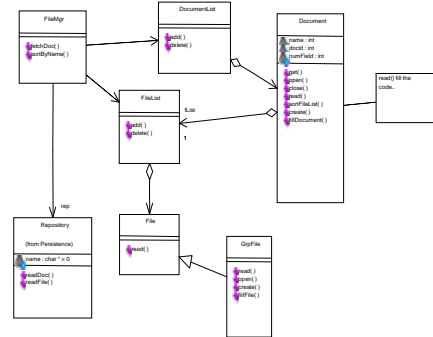 FileMgr
fetchDoc( )
sortByName( )
DocumentList
add( )
delete( )
Document
name : int
docid : int
numField : int
get( )
open( )
close( )
read( )
sortFileList( )
create( )
fillDocument( )
read() fill the
code..
FileList
add( )
delete( )
fList
1
rep
Repository
(from Persistence)
name : char * = 0
readDoc( )
readFile( )
File
read( )
GrpFile
read( )
open( )
create( )
fillFile( )